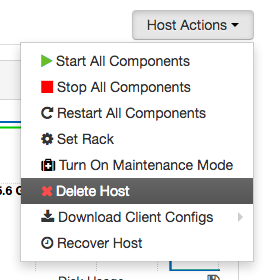 Host Actions
Start All Components
Stop All Components
Restart All Components
Set Rack
Turn On Maintenance Mode
5.6 G
Delete Host
Download Client Configs
Recover Host